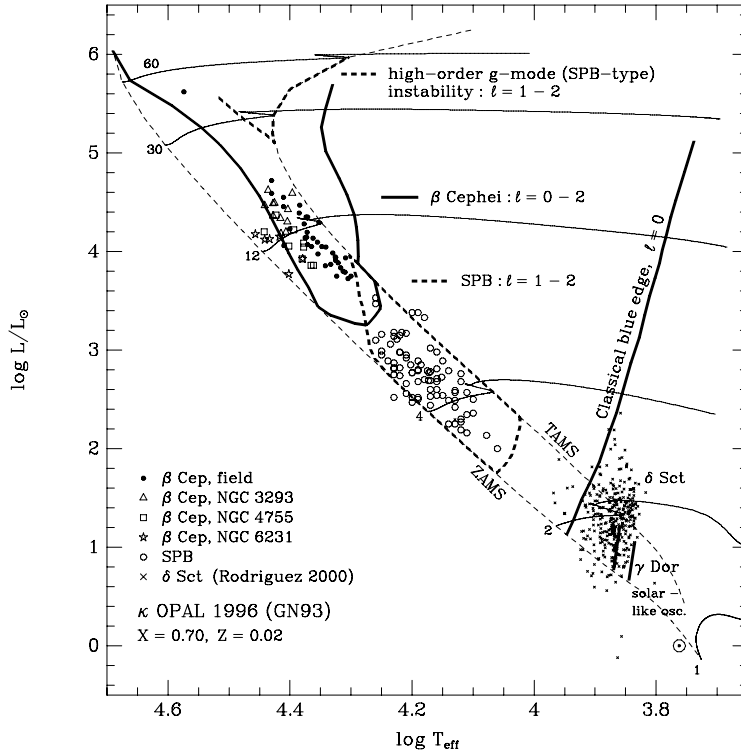 6
5
4
3
2
1
0
log L/L⊙
4.6
4.4
4.2
4
3.8
log T_eff
60
30
12
4
2
1
high−order g−mode (SPB−type)
instability : ℓ = 1 − 2
β Cephei : ℓ = 0 − 2
SPB : ℓ = 1 − 2
Classical blue edge, ℓ = 0
TAMS
ZAMS
δ Sct
γ Dor
solar −
like osc.
β Cep, field
β Cep, NGC 3293
β Cep, NGC 4755
β Cep, NGC 6231
SPB
δ Sct (Rodriguez 2000)
κ OPAL 1996 (GN93)
X = 0.70, Z = 0.02